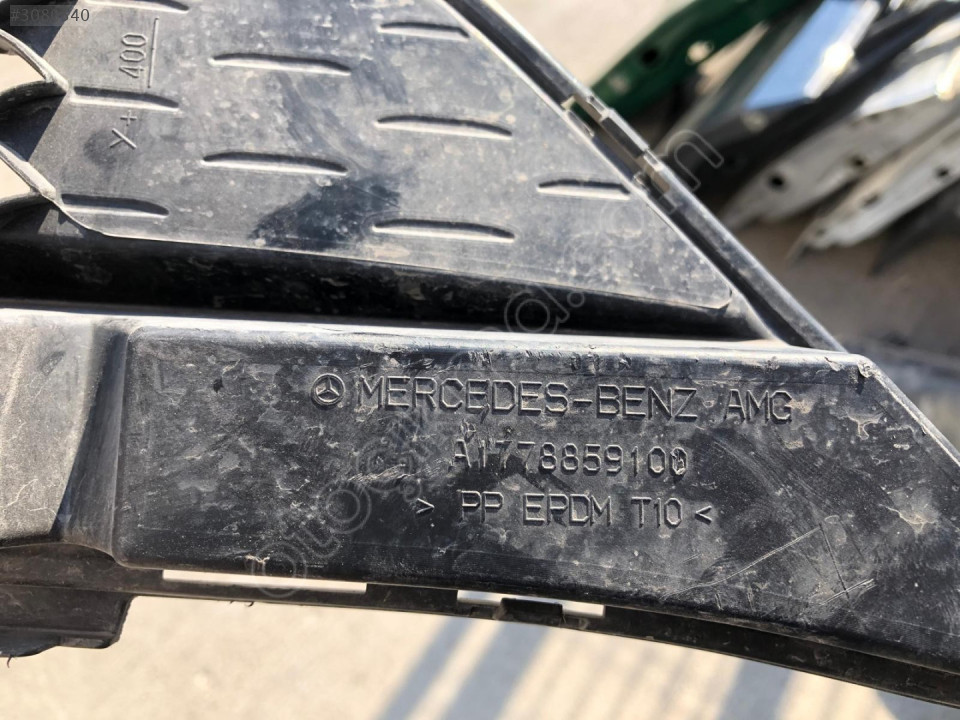 Y+ 400
MERCEDES-BENZ AMG
A1778859100
> PP EPDM T10 <